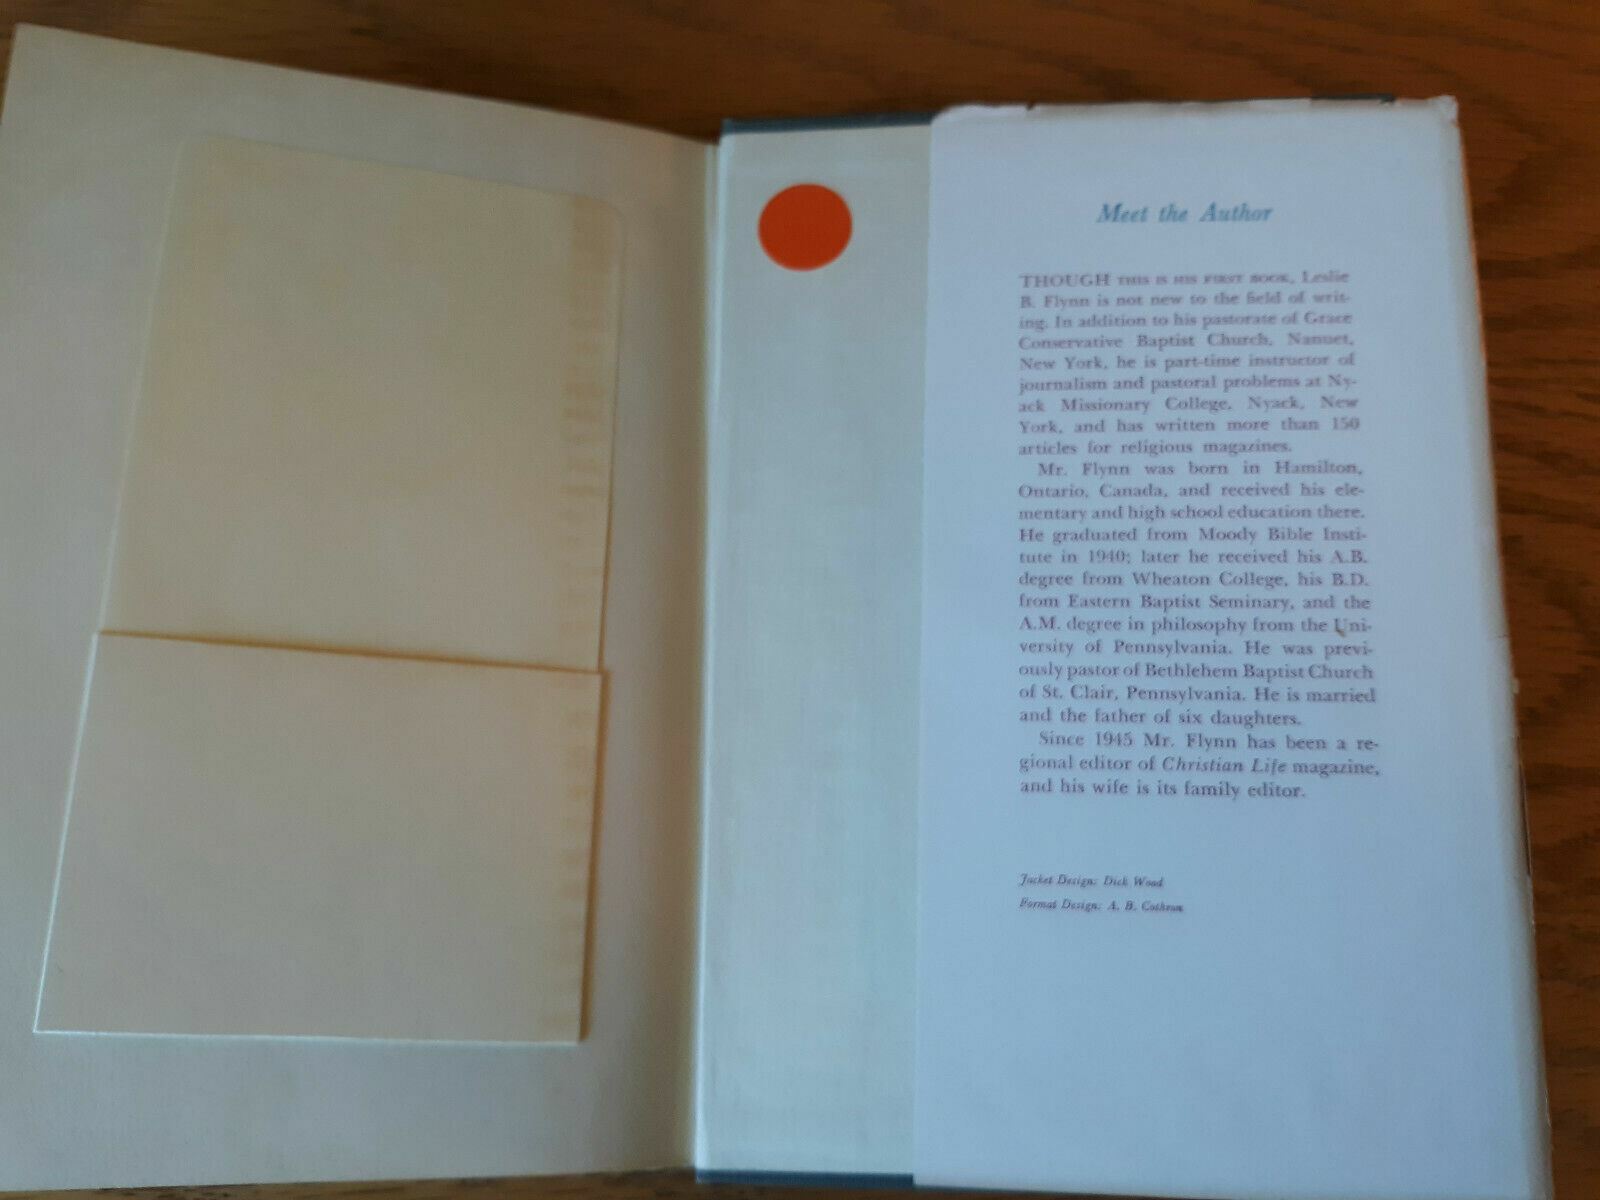 Meet the Author
THOUGH THIS IS HIS FIRST BOOK, Leslie
B. Flynn is not new to the field of writ-
ing. In addition to his pastorate of Grace
Conservative Baptist Church, Nanuet,
New York, he is part-time instructor of
journalism and pastoral problems at Ny-
ack Missionary College, Nyack, New
York, and has written more than 150
articles for religious magazines.
Mr. Flynn was born in Hamilton,
Ontario, Canada, and received his ele-
mentary and high school education there.
He graduated from Moody Bible Insti-
tute in 1940; later he received his A.B.
degree from Wheaton College, his B.D.
from Eastern Baptist Seminary, and the
A.M. degree in philosophy from the Uni-
versity of Pennsylvania. He was previ-
ously pastor of Bethlehem Baptist Church
of St. Clair, Pennsylvania. He is married
and the father of six daughters.
Since 1945 Mr. Flynn has been a re-
gional editor of Christian Life magazine,
and his wife is its family editor.
Jacket Design: Dick Wood
Format Design: A. B. Cothron